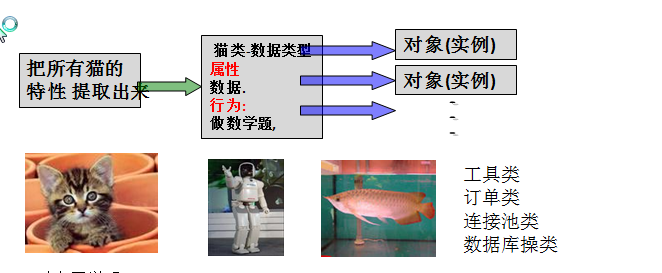 把所有猫的
特性 提取出来
猫类-数据类型
属性
数据.
行为:
做数学题,
对象(实例)
对象(实例)
工具类
订单类
连接池类
数据库操类